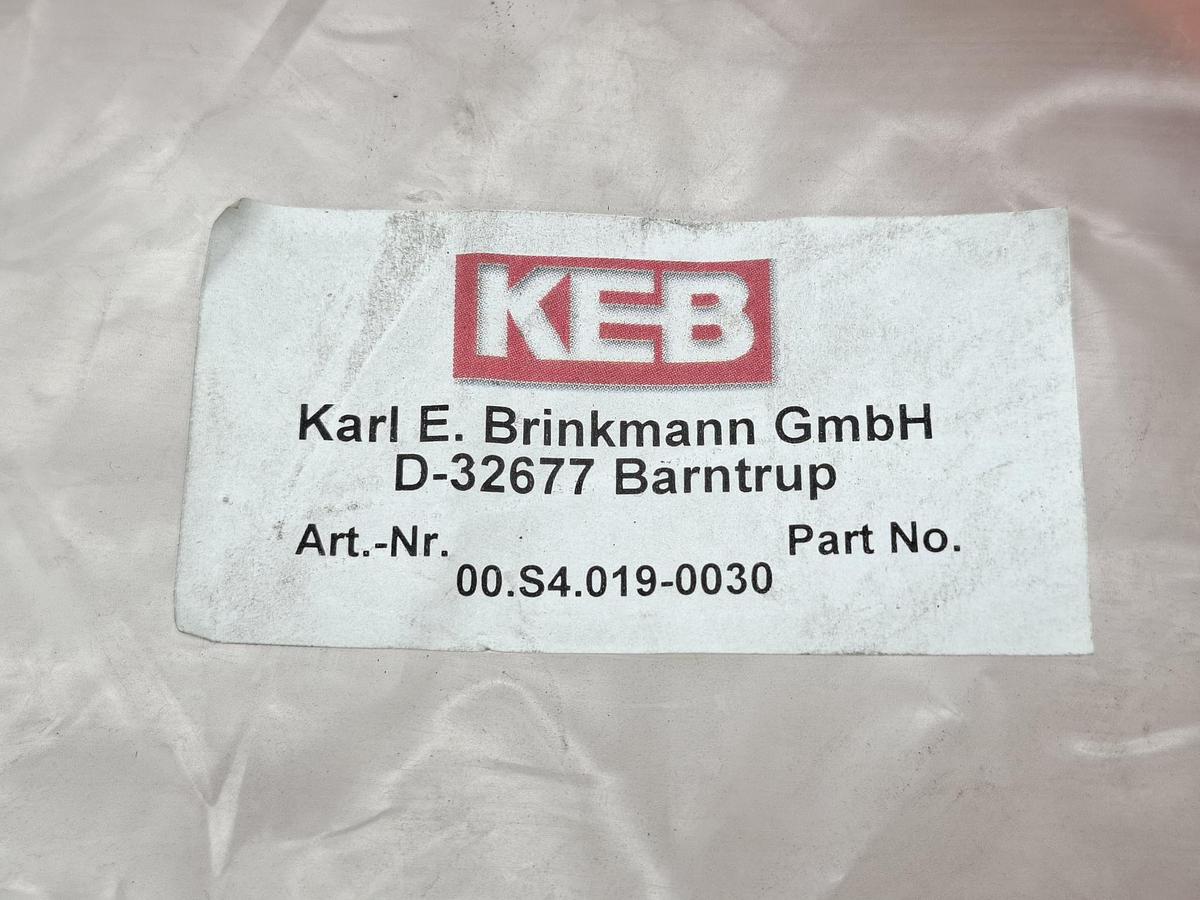 KEB
Karl E. Brinkmann GmbH
D-32677 Barntrup
Art.-Nr. Part No.
00.S4.019-0030